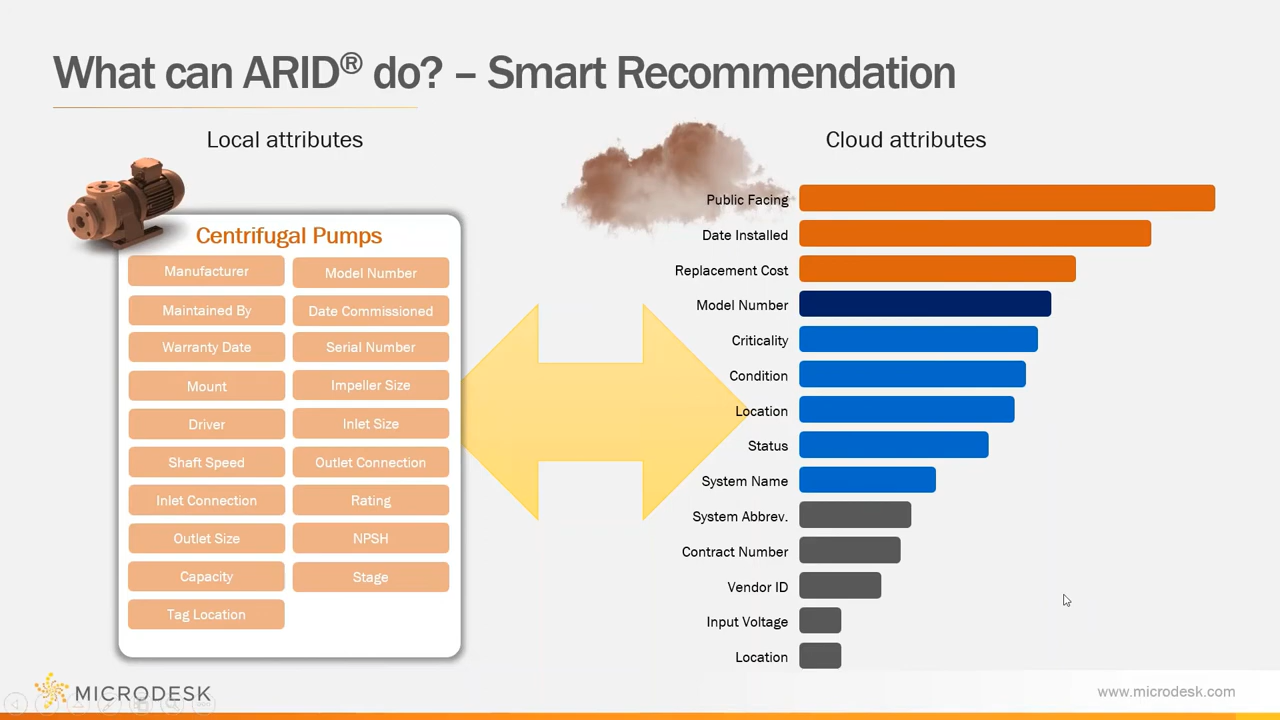 What can ARID® do? – Smart Recommendation
Local attributes
Centrifugal Pumps
Manufacturer
Model Number
Maintained By
Date Commissioned
Warranty Date
Serial Number
Mount
Impeller Size
Driver
Inlet Size
Shaft Speed
Outlet Connection
Inlet Connection
Rating
Outlet Size
NPSH
Capacity
Stage
Tag Location
Cloud attributes
Public Facing
Date Installed
Replacement Cost
Model Number
Criticality
Condition
Location
Status
System Name
System Abbrev.
Contract Number
Vendor ID
Input Voltage
Location
MICRODESK
www.microdesk.com